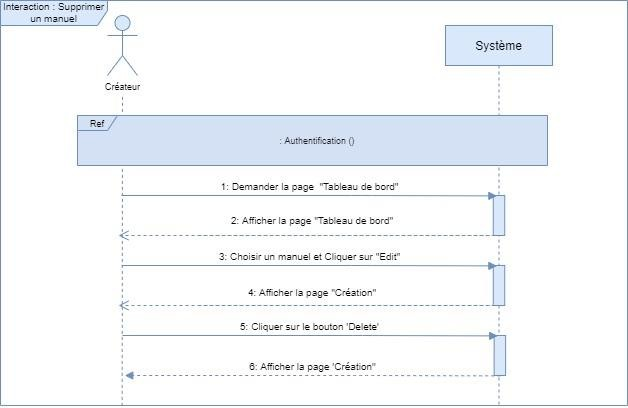 Interaction : Supprimer
un manuel
Créateur
Système
Ref
: Authentification ()
1: Demander la page "Tableau de bord"
2: Afficher la page "Tableau de bord"
3: Choisir un manuel et Cliquer sur "Edit"
4: Afficher la page "Création"
5: Cliquer sur le bouton 'Delete'
6: Afficher la page 'Création"